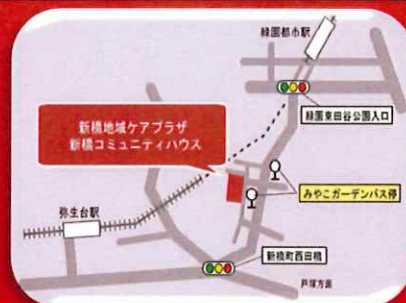 緑園都市駅
緑園東田谷公園入口
新橋地域ケアプラザ
新橋コミュニティハウス
みやこガーデンバス停
弥生台駅
新橋町西田橋
戸塚方面